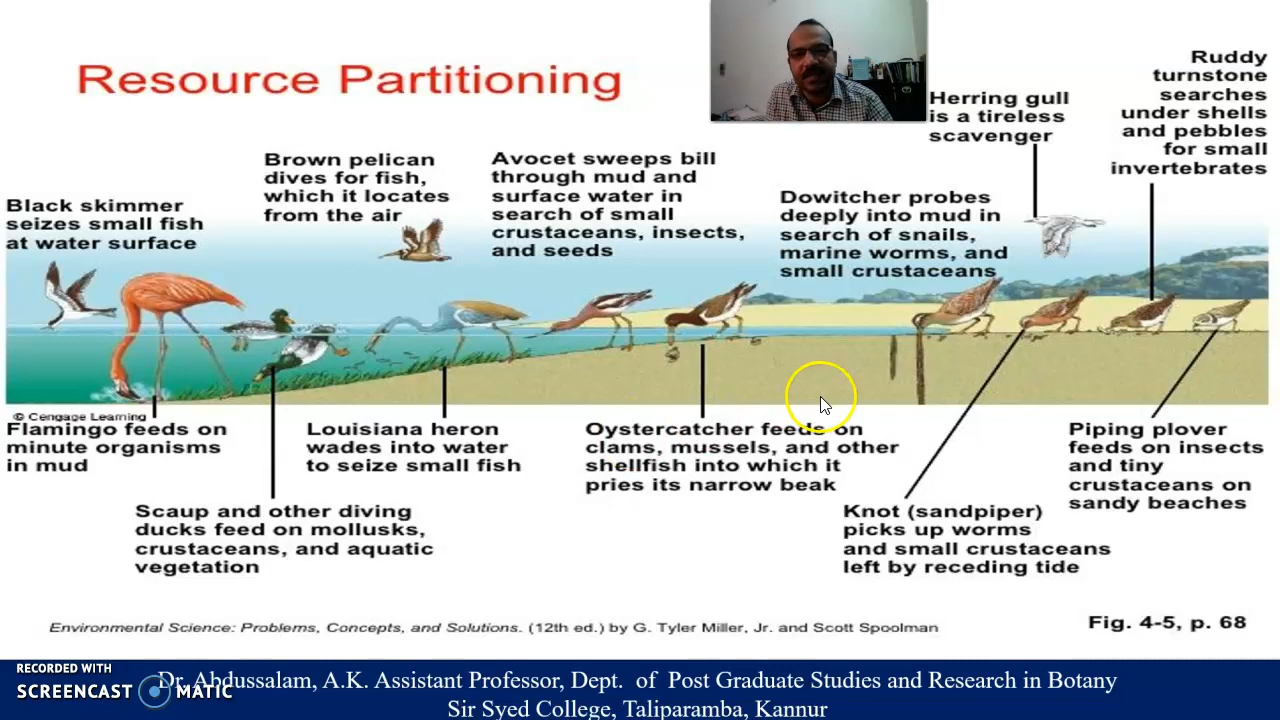 Resource Partitioning
Black skimmer
seizes small fish
at water surface
Brown pelican
dives for fish,
which it locates
from the air
Avocet sweeps bill
through mud and
surface water in
search of small
crustaceans, insects,
and seeds
Dowitcher probes
deeply into mud in
search of snails,
marine worms, and
small crustaceans
Herring gull
is a tireless
scavenger
Ruddy
turnstone
searches
under shells
and pebbles
for small
invertebrates
© Cengage Learning
Flamingo feeds on
minute organisms
in mud
Scaup and other diving
ducks feed on mollusks,
crustaceans, and aquatic
vegetation
Louisiana heron
wades into water
to seize small fish
Oystercatcher feeds on
clams, mussels, and other
shellfish into which it
pries its narrow beak
Knot (sandpiper)
picks up worms
and small crustaceans
left by receding tide
Piping plover
feeds on insects
and tiny
crustaceans on
sandy beaches
Environmental Science: Problems, Concepts, and Solutions. (12th ed.) by G. Tyler Miller, Jr. and Scott Spoolman
Fig. 4-5, p. 68
RECORDED WITH
SCREENCAST MATIC
Dr. Abdussalam, A.K. Assistant Professor, Dept. of Post Graduate Studies and Research in Botany
Sir Syed College, Taliparamba, Kannur